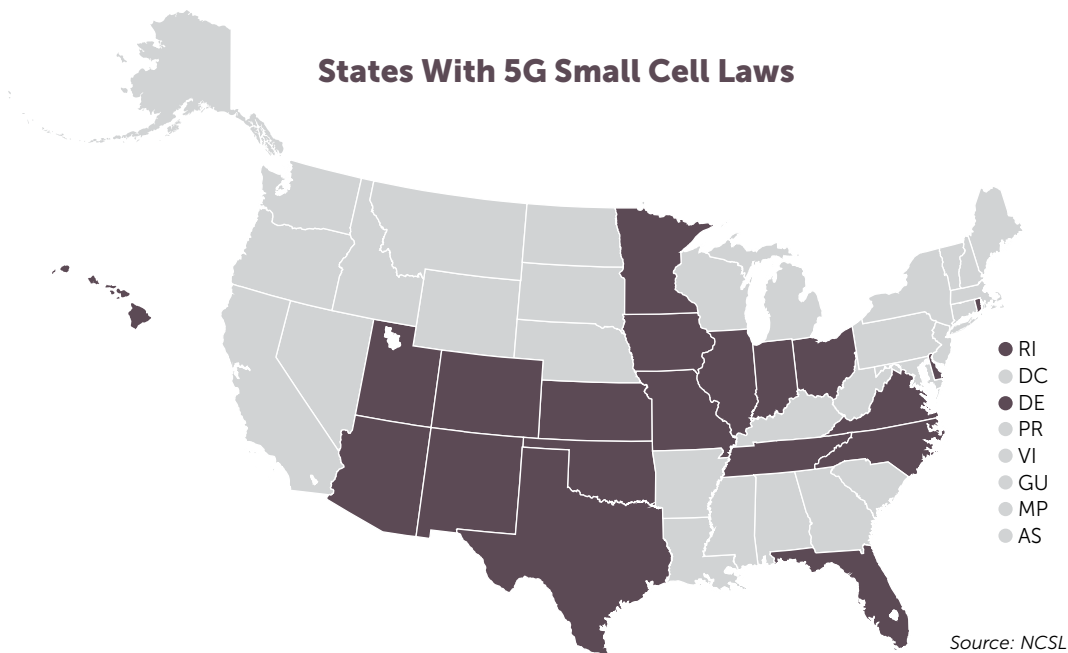 States With 5G Small Cell Laws
RI
DC
DE
PR
VI
GU
MP
AS
Source: NCSL